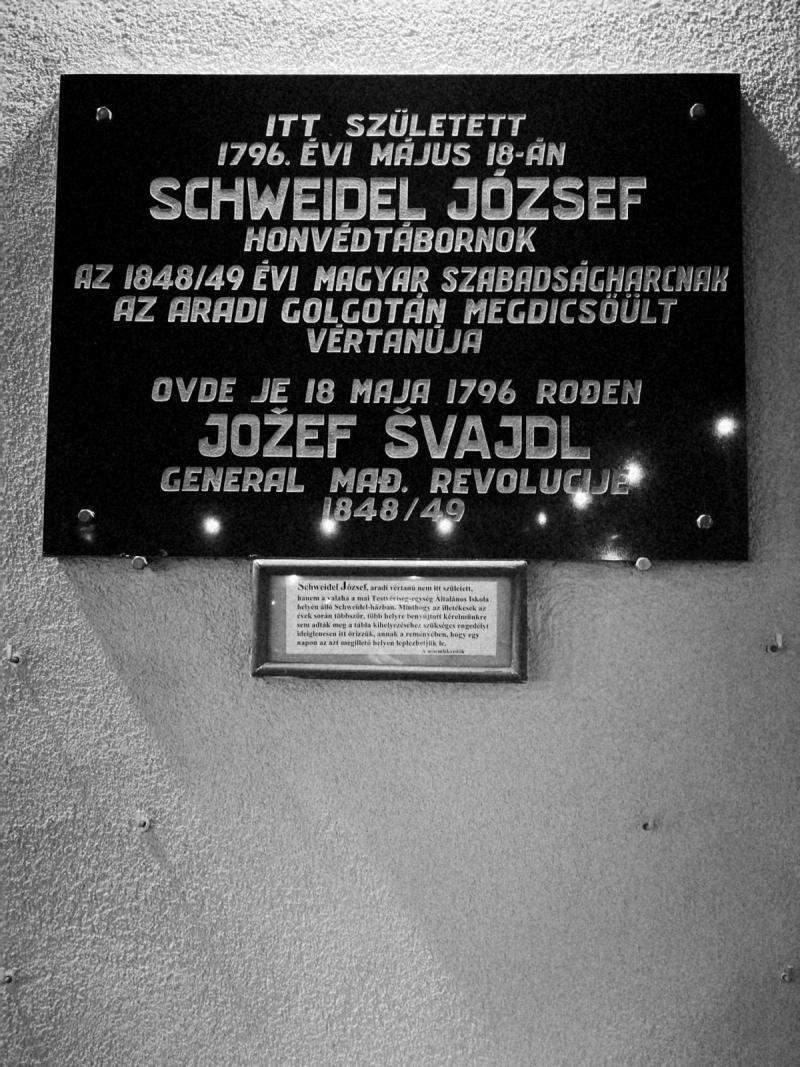 ITT SZÜLETETT
1796. ÉVI MÁJUS 18-ÁN
SCHWEIDEL JÓZSEF
HONVÉDTÁBORNOK
AZ 1848/49 ÉVI MAGYAR SZABADSÁGHARCNAK
AZ ARADI GOLGOTÁN MEGDICSŐÜLT
VÉRTANÚJA
OVDE JE 18 MAJA 1796 ROĐEN
JOŽEF ŠVAJDL
GENERAL MAĐ. REVOLUCIJE
1848/49
Schweidel József, aradi vértanú nem itt született,
hanem a valaha a mai Testvériség-egység Általános Iskola
helyén álló Schweidel-házban. Minthogy az illetékesek az
évek során többször, több helyre benyújtott kérelmünkre
sem adták meg a tábla kihelyezéséhez szükséges engedélyt
ideiglenesen itt őrizzük, annak a reményében, hogy egy
napon az azt megillető helyen leplezhetjük le.
A műemlékvédők